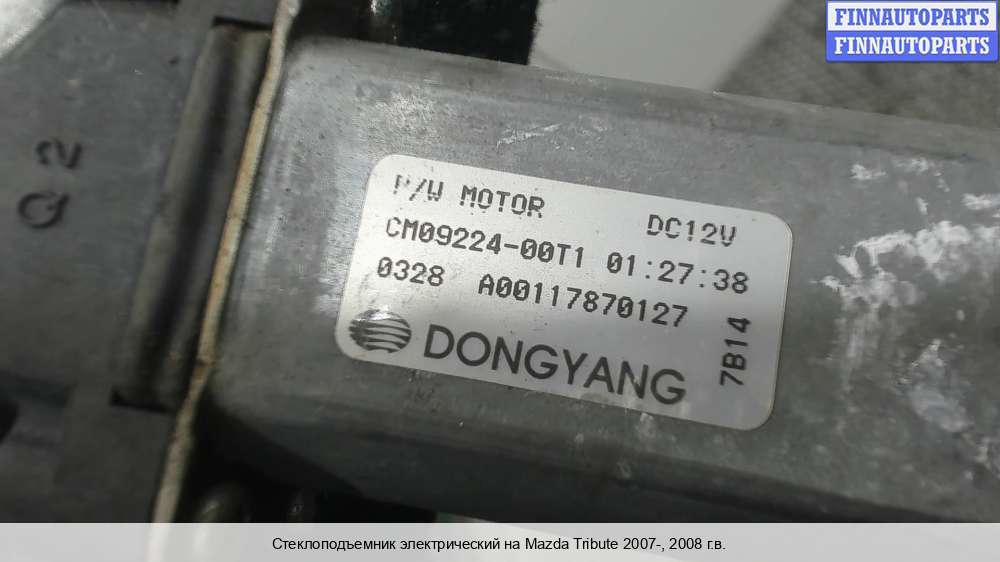 FINNAUTOPARTS
FINNAUTOPARTS
Q2
P/W MOTOR DC12V
CM09224-00T1 01:27:38
0328 A00117870127
DONGYANG
7B14
Стеклоподъемник электрический на Mazda Tribute 2007-, 2008 г.в.